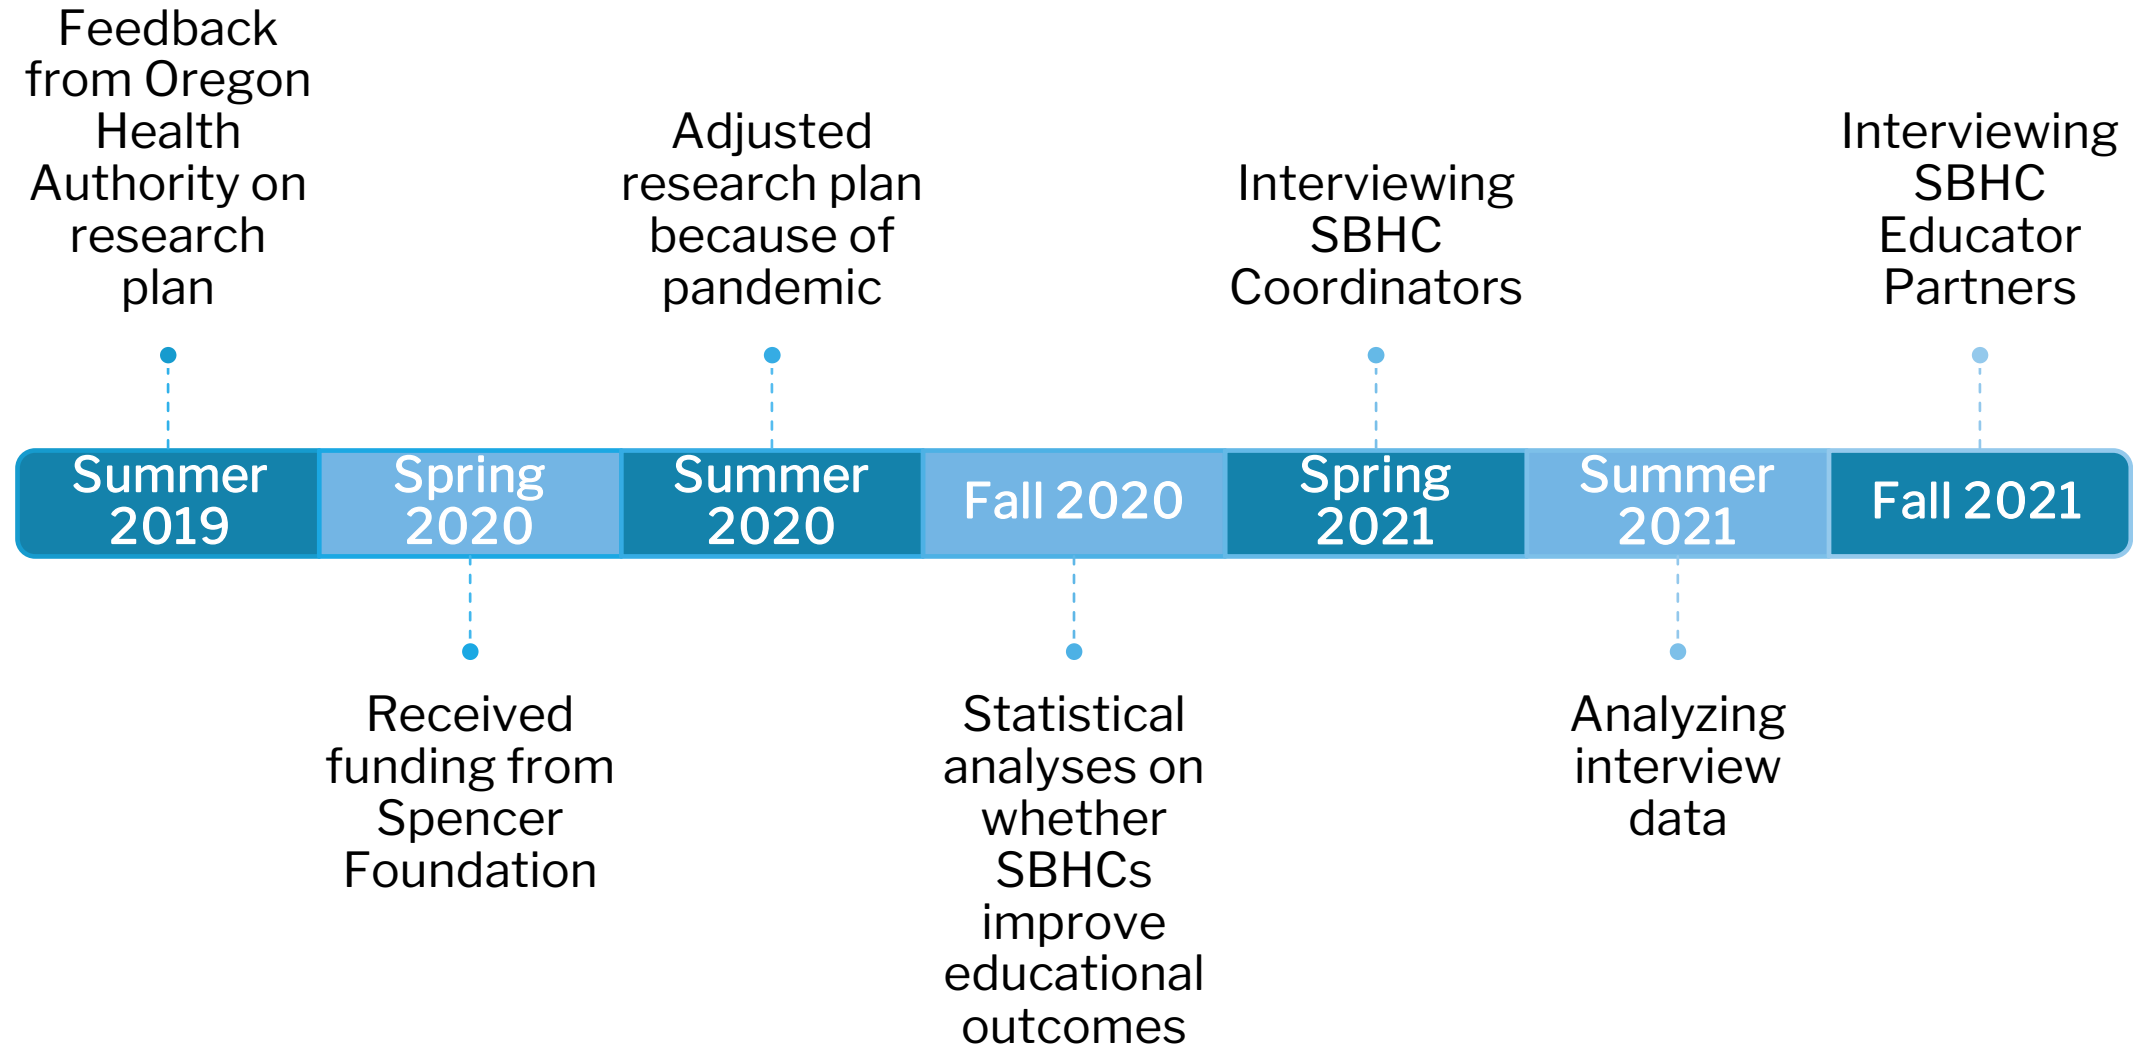 Feedback
from Oregon
Health
Authority on
research
plan
Adjusted
research plan
because of
pandemic
Interviewing
SBHC
Coordinators
Interviewing
SBHC
Educator
Partners
Summer
2019
Spring
2020
Summer
2020
Fall 2020
Spring
2021
Summer
2021
Fall 2021
Received
funding from
Spencer
Foundation
Statistical
analyses on
whether
SBHCs
improve
educational
outcomes
Analyzing
interview
data